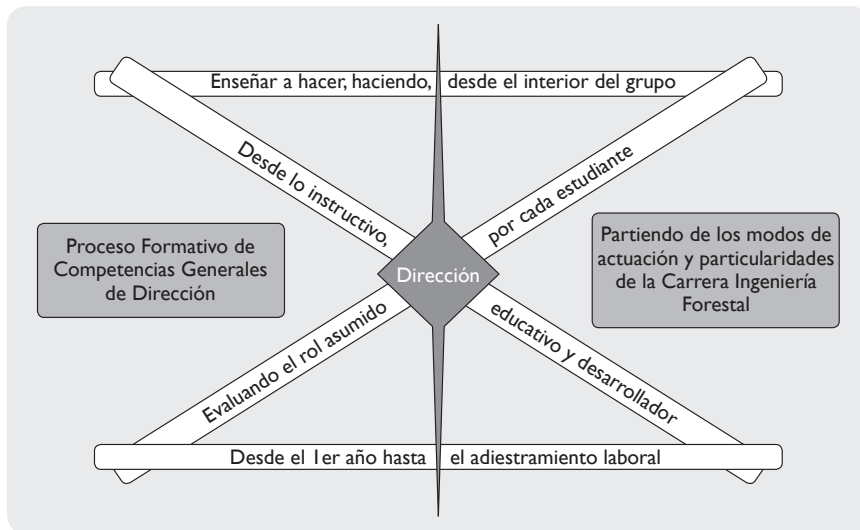 Enseñar a hacer, haciendo, desde el interior del grupo
Desde lo instructivo,
por cada estudiante
Proceso Formativo de
Competencias Generales
de Dirección
Dirección
Partiendo de los modos de
actuación y particularidades
de la Carrera Ingeniería
Forestal
Evaluando el rol asumido
educativo y desarrollador
Desde el 1er año hasta el adiestramiento laboral